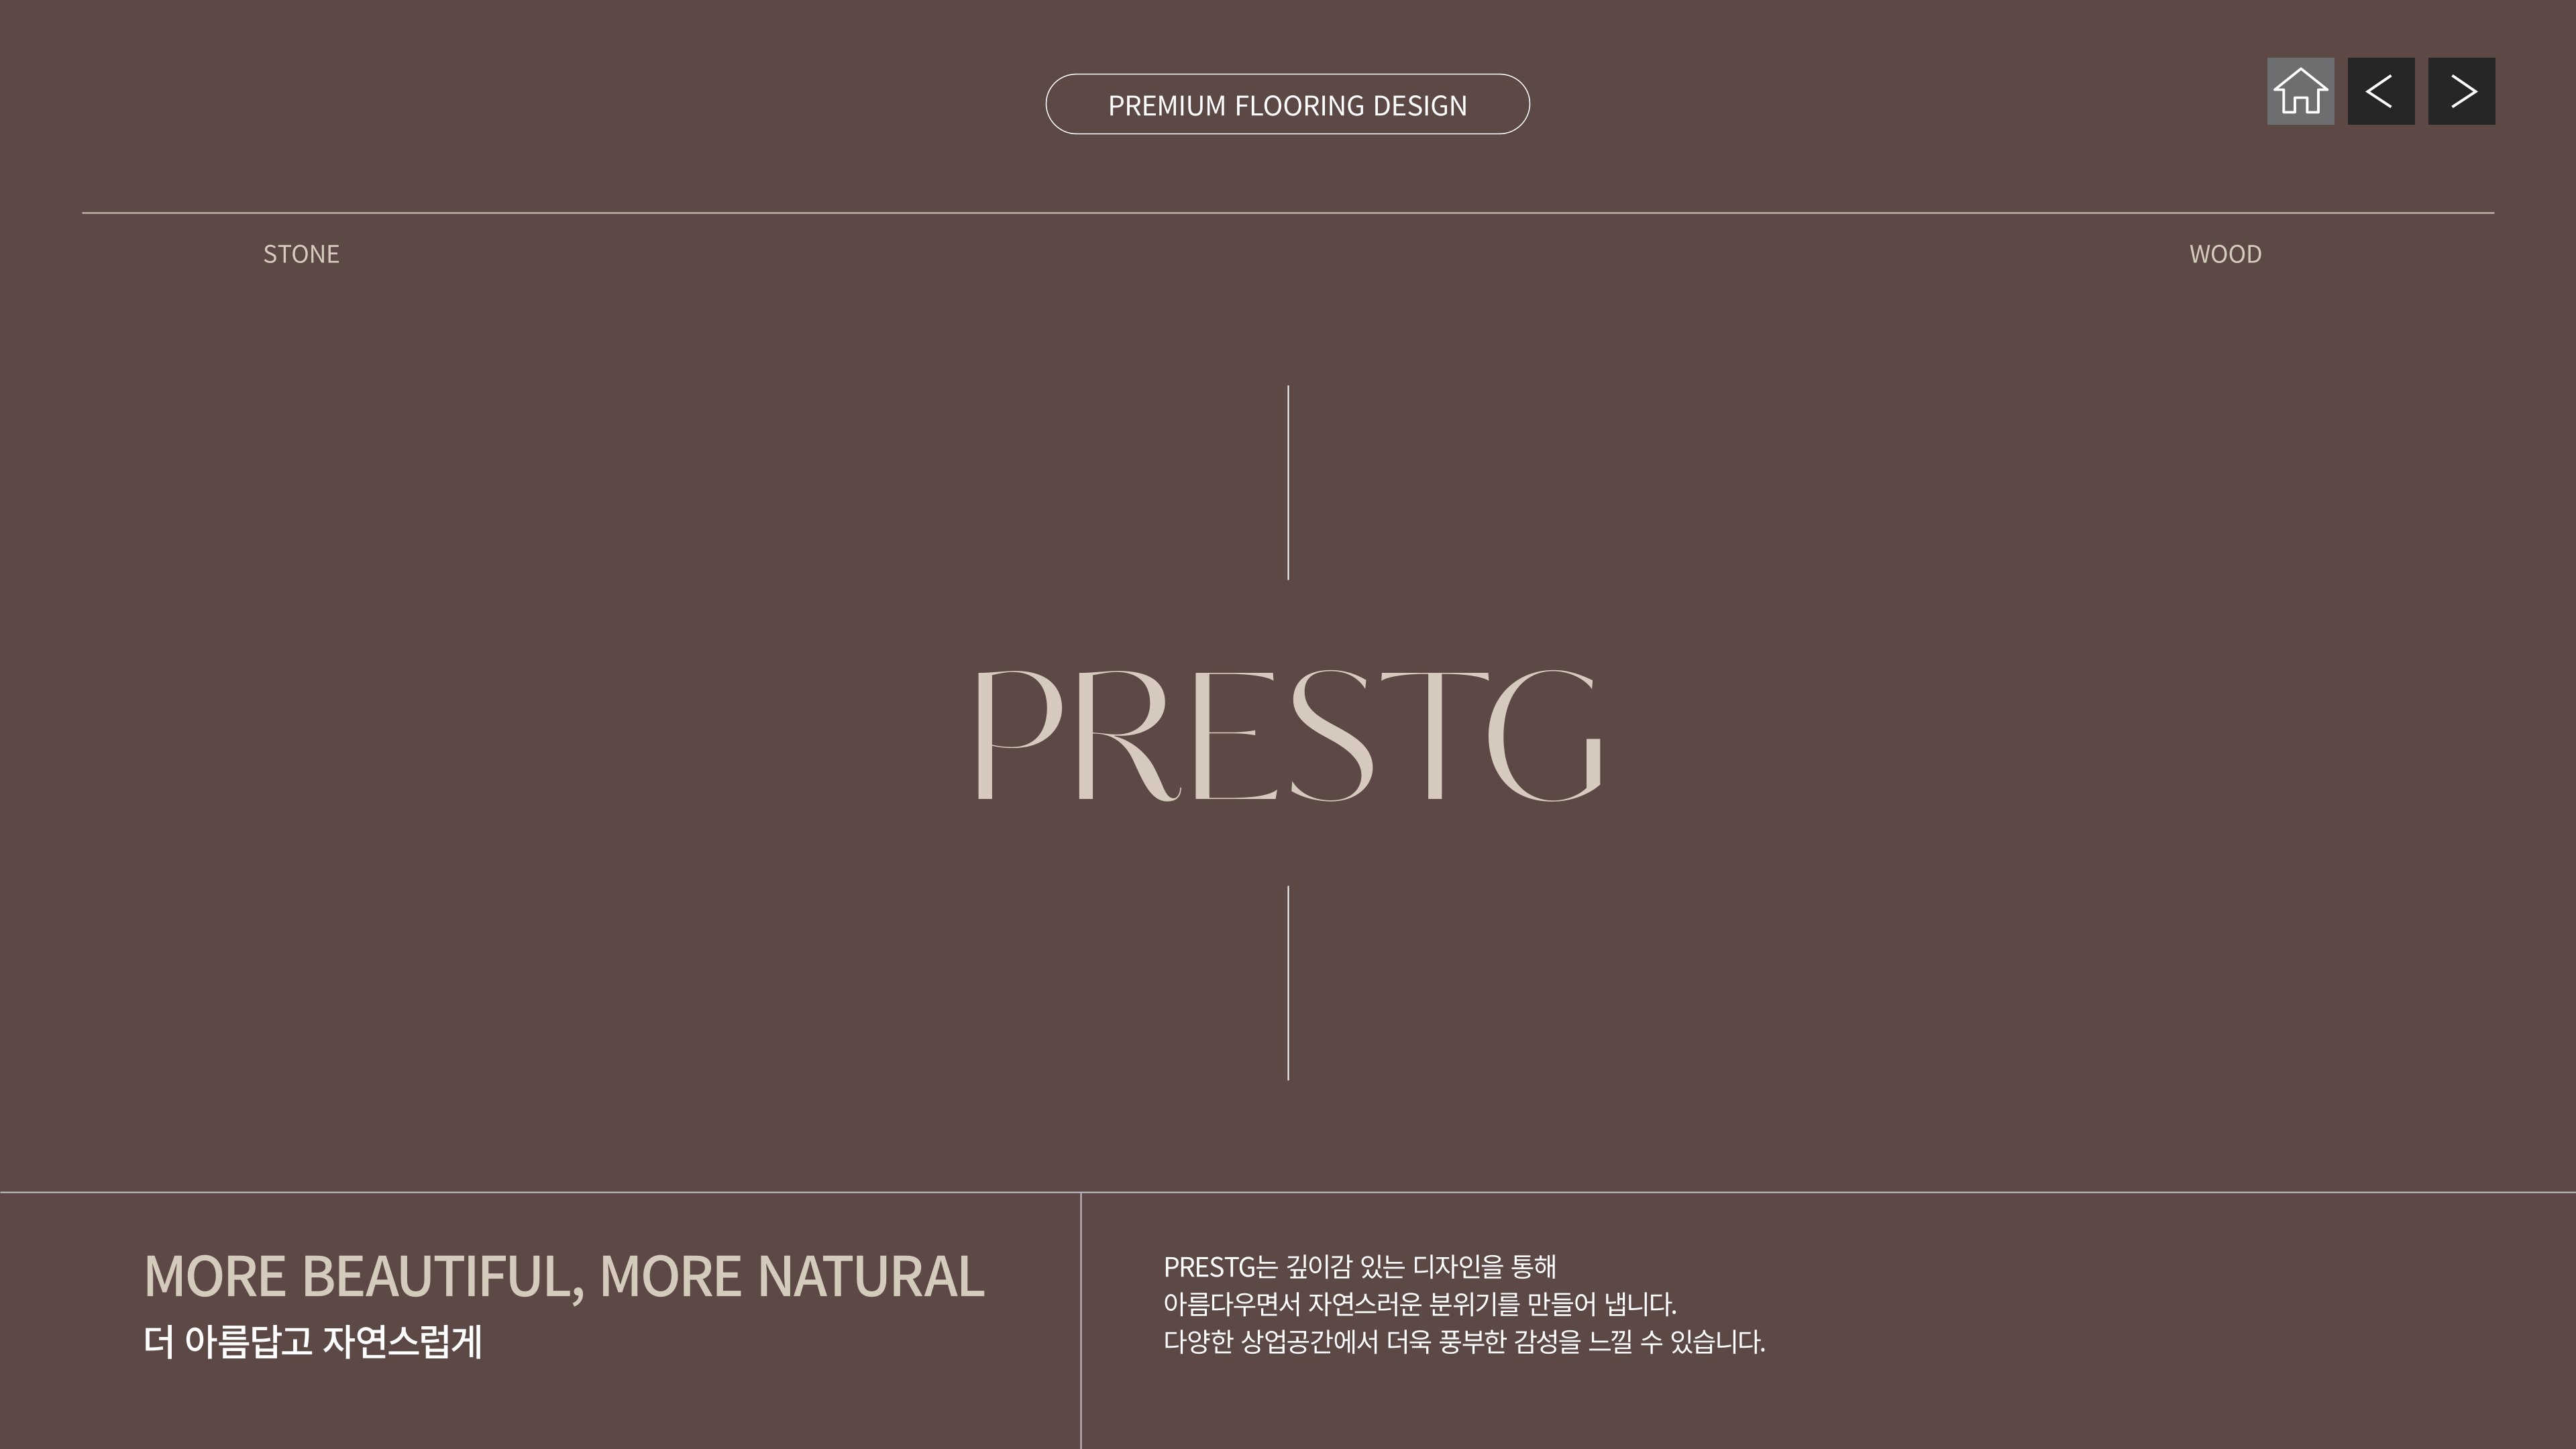 PREMIUM FLOORING DESIGN
STONE
WOOD
PRESTG
MORE BEAUTIFUL, MORE NATURAL
더 아름답고 자연스럽게
PRESTG는 깊이감 있는 디자인을 통해
아름다우면서 자연스러운 분위기를 만들어 냅니다.
다양한 상업공간에서 더욱 풍부한 감성을 느낄 수 있습니다.